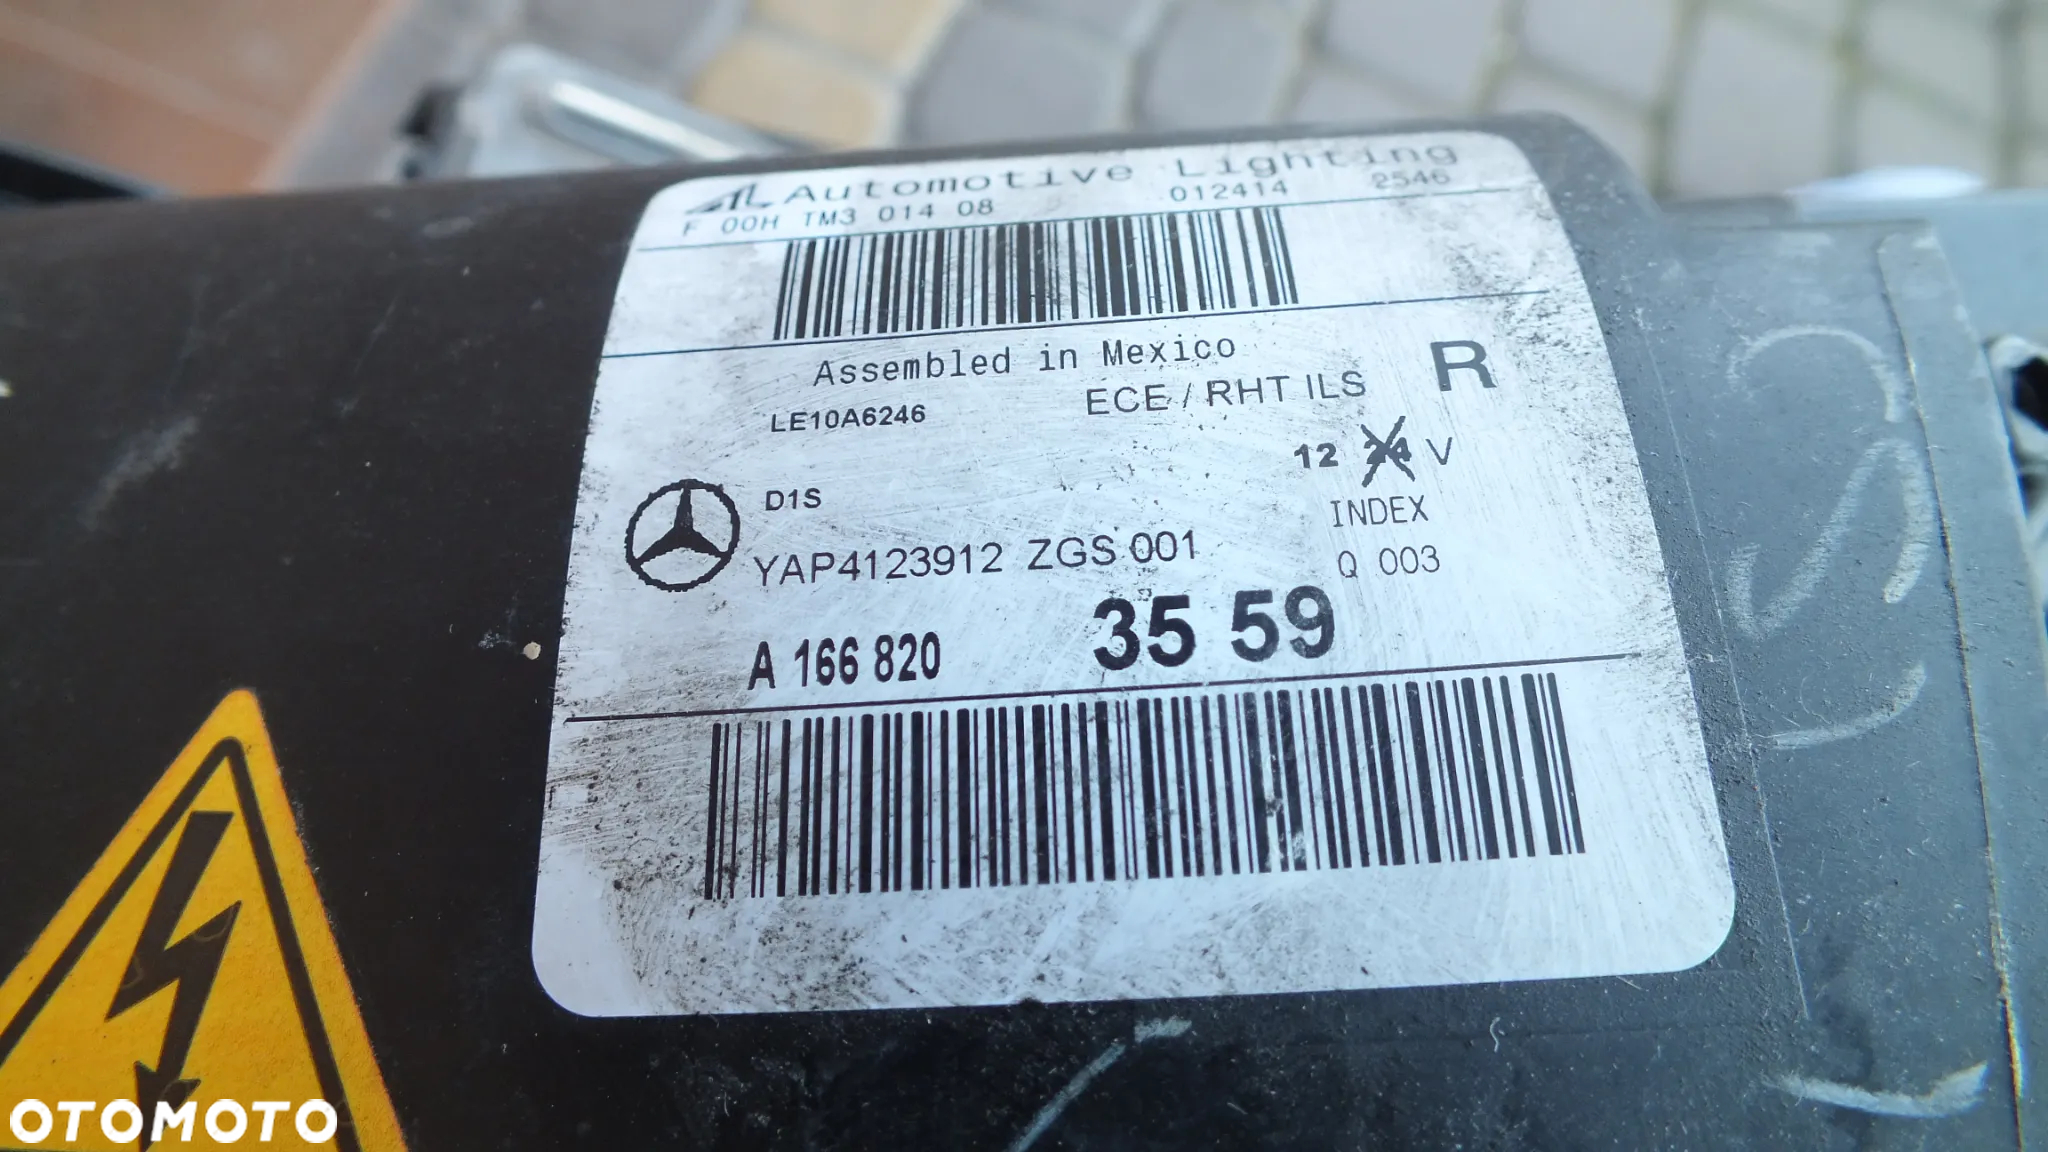 AL Automotive Lighting
F 00H TM3 014 08 012414 2546
Assembled in Mexico
R
LE10A6246 ECE / RHT ILS
12 V
D1S
INDEX
YAP4123912 ZGS 001
Q 003
A 166 820 35 59
OTOMOTO